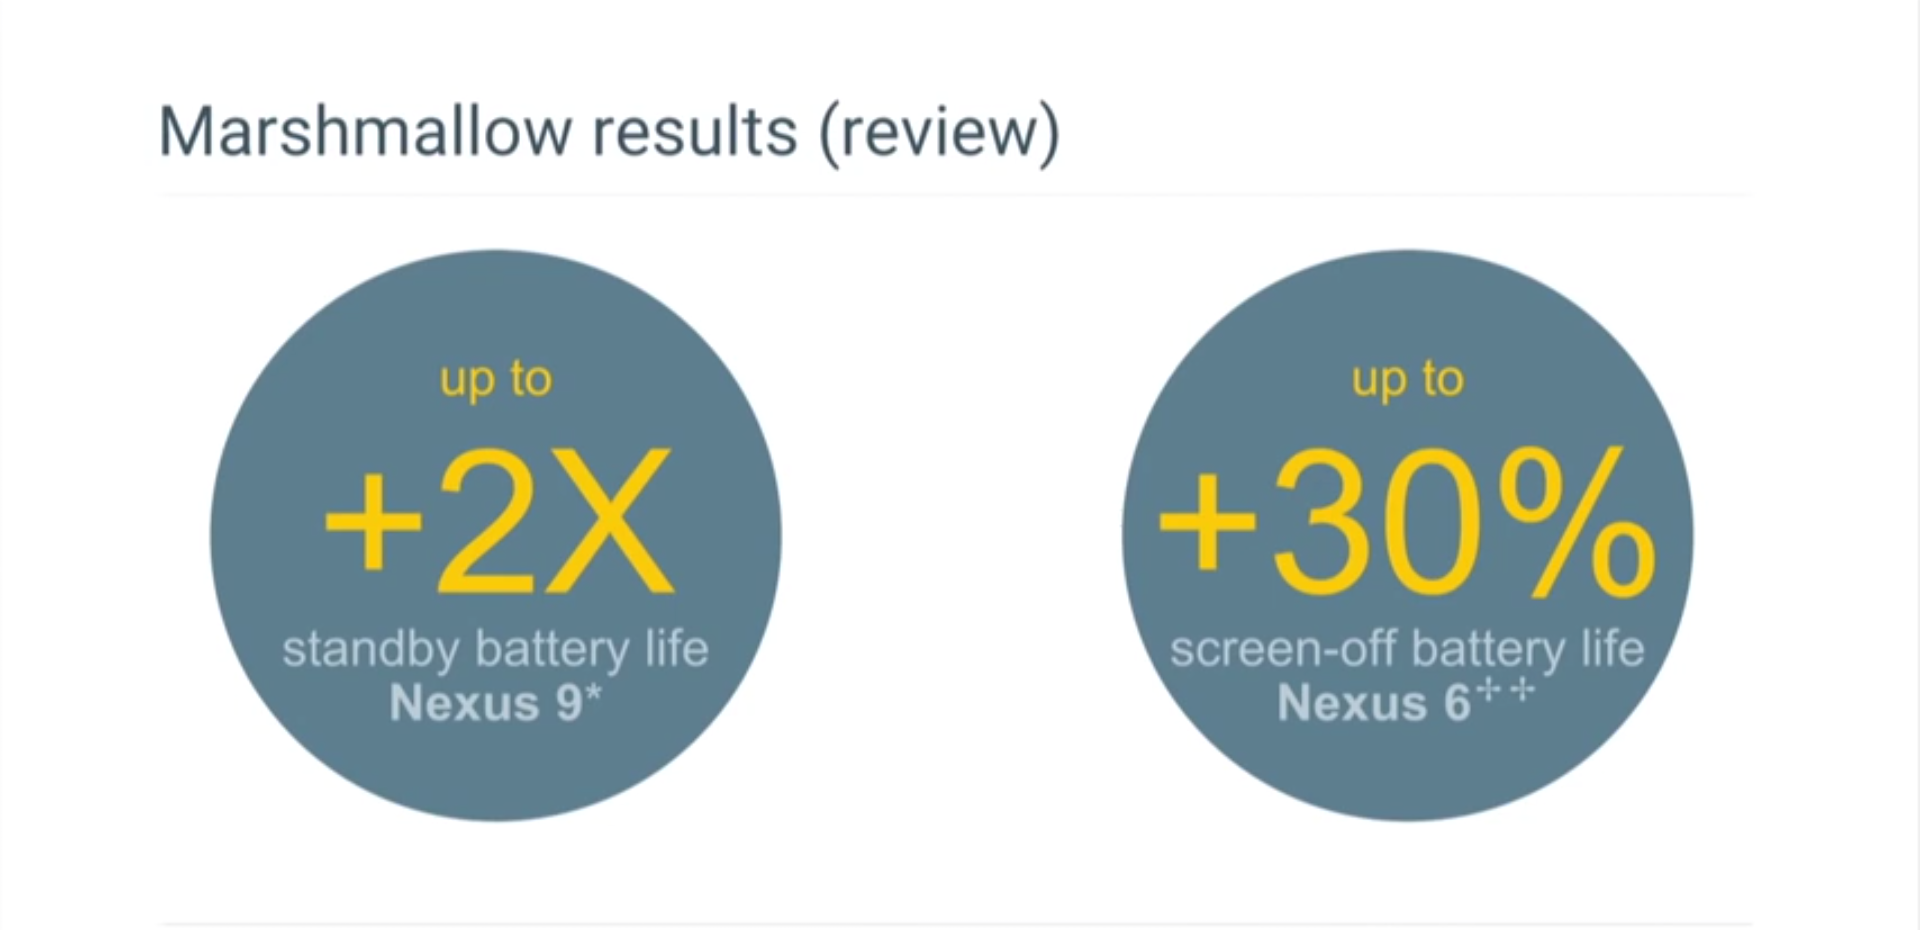 Marshmallow results (review)
up to
+2X
standby battery life
Nexus 9*
up to
+30%
screen-off battery life
Nexus 6✢✢